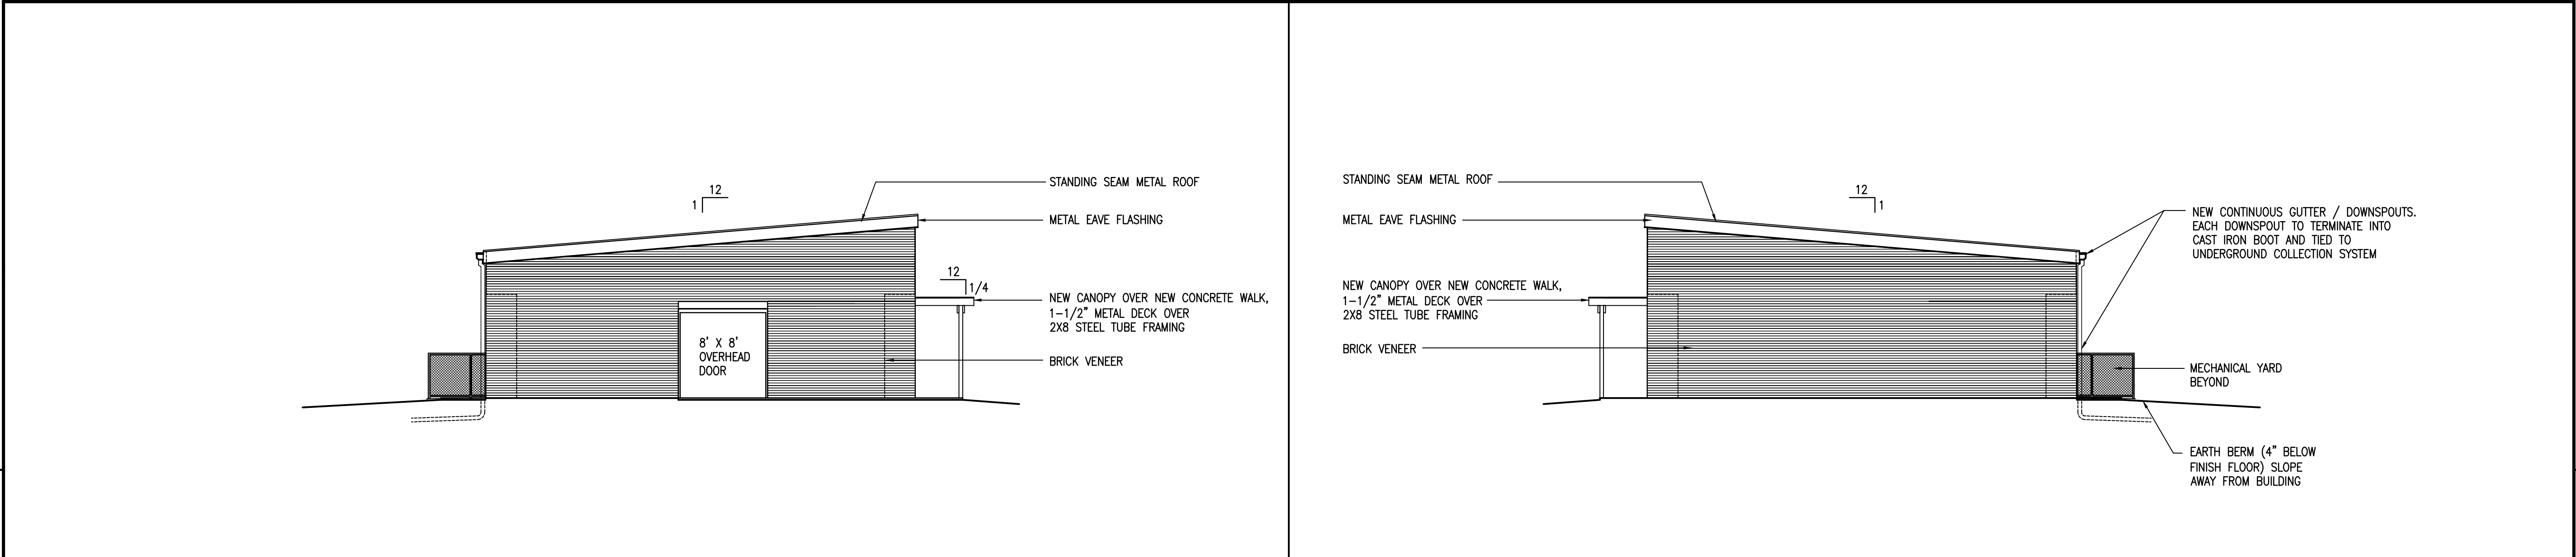 12
1
STANDING SEAM METAL ROOF
METAL EAVE FLASHING
12
1/4
NEW CANOPY OVER NEW CONCRETE WALK,
1-1/2" METAL DECK OVER
2X8 STEEL TUBE FRAMING
8' X 8'
OVERHEAD
DOOR
BRICK VENEER
STANDING SEAM METAL ROOF
12
1
METAL EAVE FLASHING
NEW CONTINUOUS GUTTER / DOWNSPOUTS.
EACH DOWNSPOUT TO TERMINATE INTO
CAST IRON BOOT AND TIED TO
UNDERGROUND COLLECTION SYSTEM
NEW CANOPY OVER NEW CONCRETE WALK,
1-1/2" METAL DECK OVER
2X8 STEEL TUBE FRAMING
BRICK VENEER
MECHANICAL YARD
BEYOND
EARTH BERM (4" BELOW
FINISH FLOOR) SLOPE
AWAY FROM BUILDING